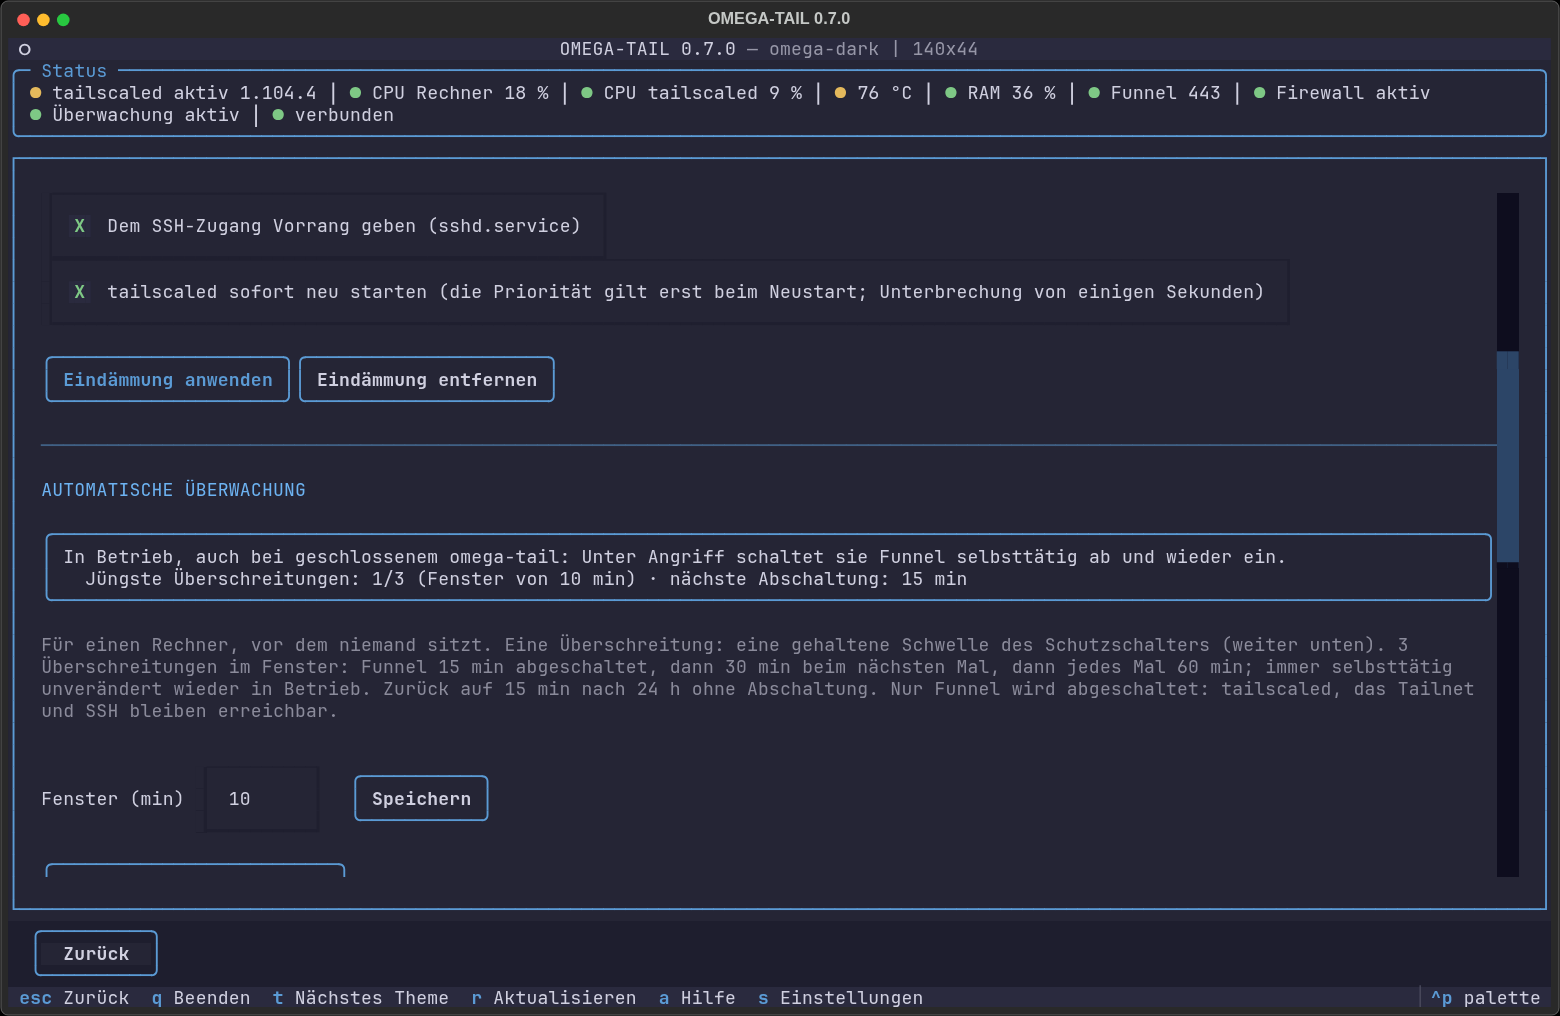 OMEGA-TAIL 0.7.0
O OMEGA-TAIL 0.7.0 — omega-dark | 140x44
Status
● tailscaled aktiv 1.104.4 │ ● CPU Rechner 18 % │ ● CPU tailscaled 9 % │ ● 76 °C │ ● RAM 36 % │ ● Funnel 443 │ ● Firewall aktiv
● Überwachung aktiv │ ● verbunden
X Dem SSH-Zugang Vorrang geben (sshd.service)
X tailscaled sofort neu starten (die Priorität gilt erst beim Neustart; Unterbrechung von einigen Sekunden)
Eindämmung anwenden Eindämmung entfernen
AUTOMATISCHE ÜBERWACHUNG
In Betrieb, auch bei geschlossenem omega-tail: Unter Angriff schaltet sie Funnel selbsttätig ab und wieder ein.
Jüngste Überschreitungen: 1/3 (Fenster von 10 min) · nächste Abschaltung: 15 min
Für einen Rechner, vor dem niemand sitzt. Eine Überschreitung: eine gehaltene Schwelle des Schutzschalters (weiter unten). 3
Überschreitungen im Fenster: Funnel 15 min abgeschaltet, dann 30 min beim nächsten Mal, dann jedes Mal 60 min; immer selbsttätig
unverändert wieder in Betrieb. Zurück auf 15 min nach 24 h ohne Abschaltung. Nur Funnel wird abgeschaltet: tailscaled, das Tailnet
und SSH bleiben erreichbar.
Fenster (min) 10 Speichern
Zurück
esc Zurück q Beenden t Nächstes Theme r Aktualisieren a Hilfe s Einstellungen ^p palette